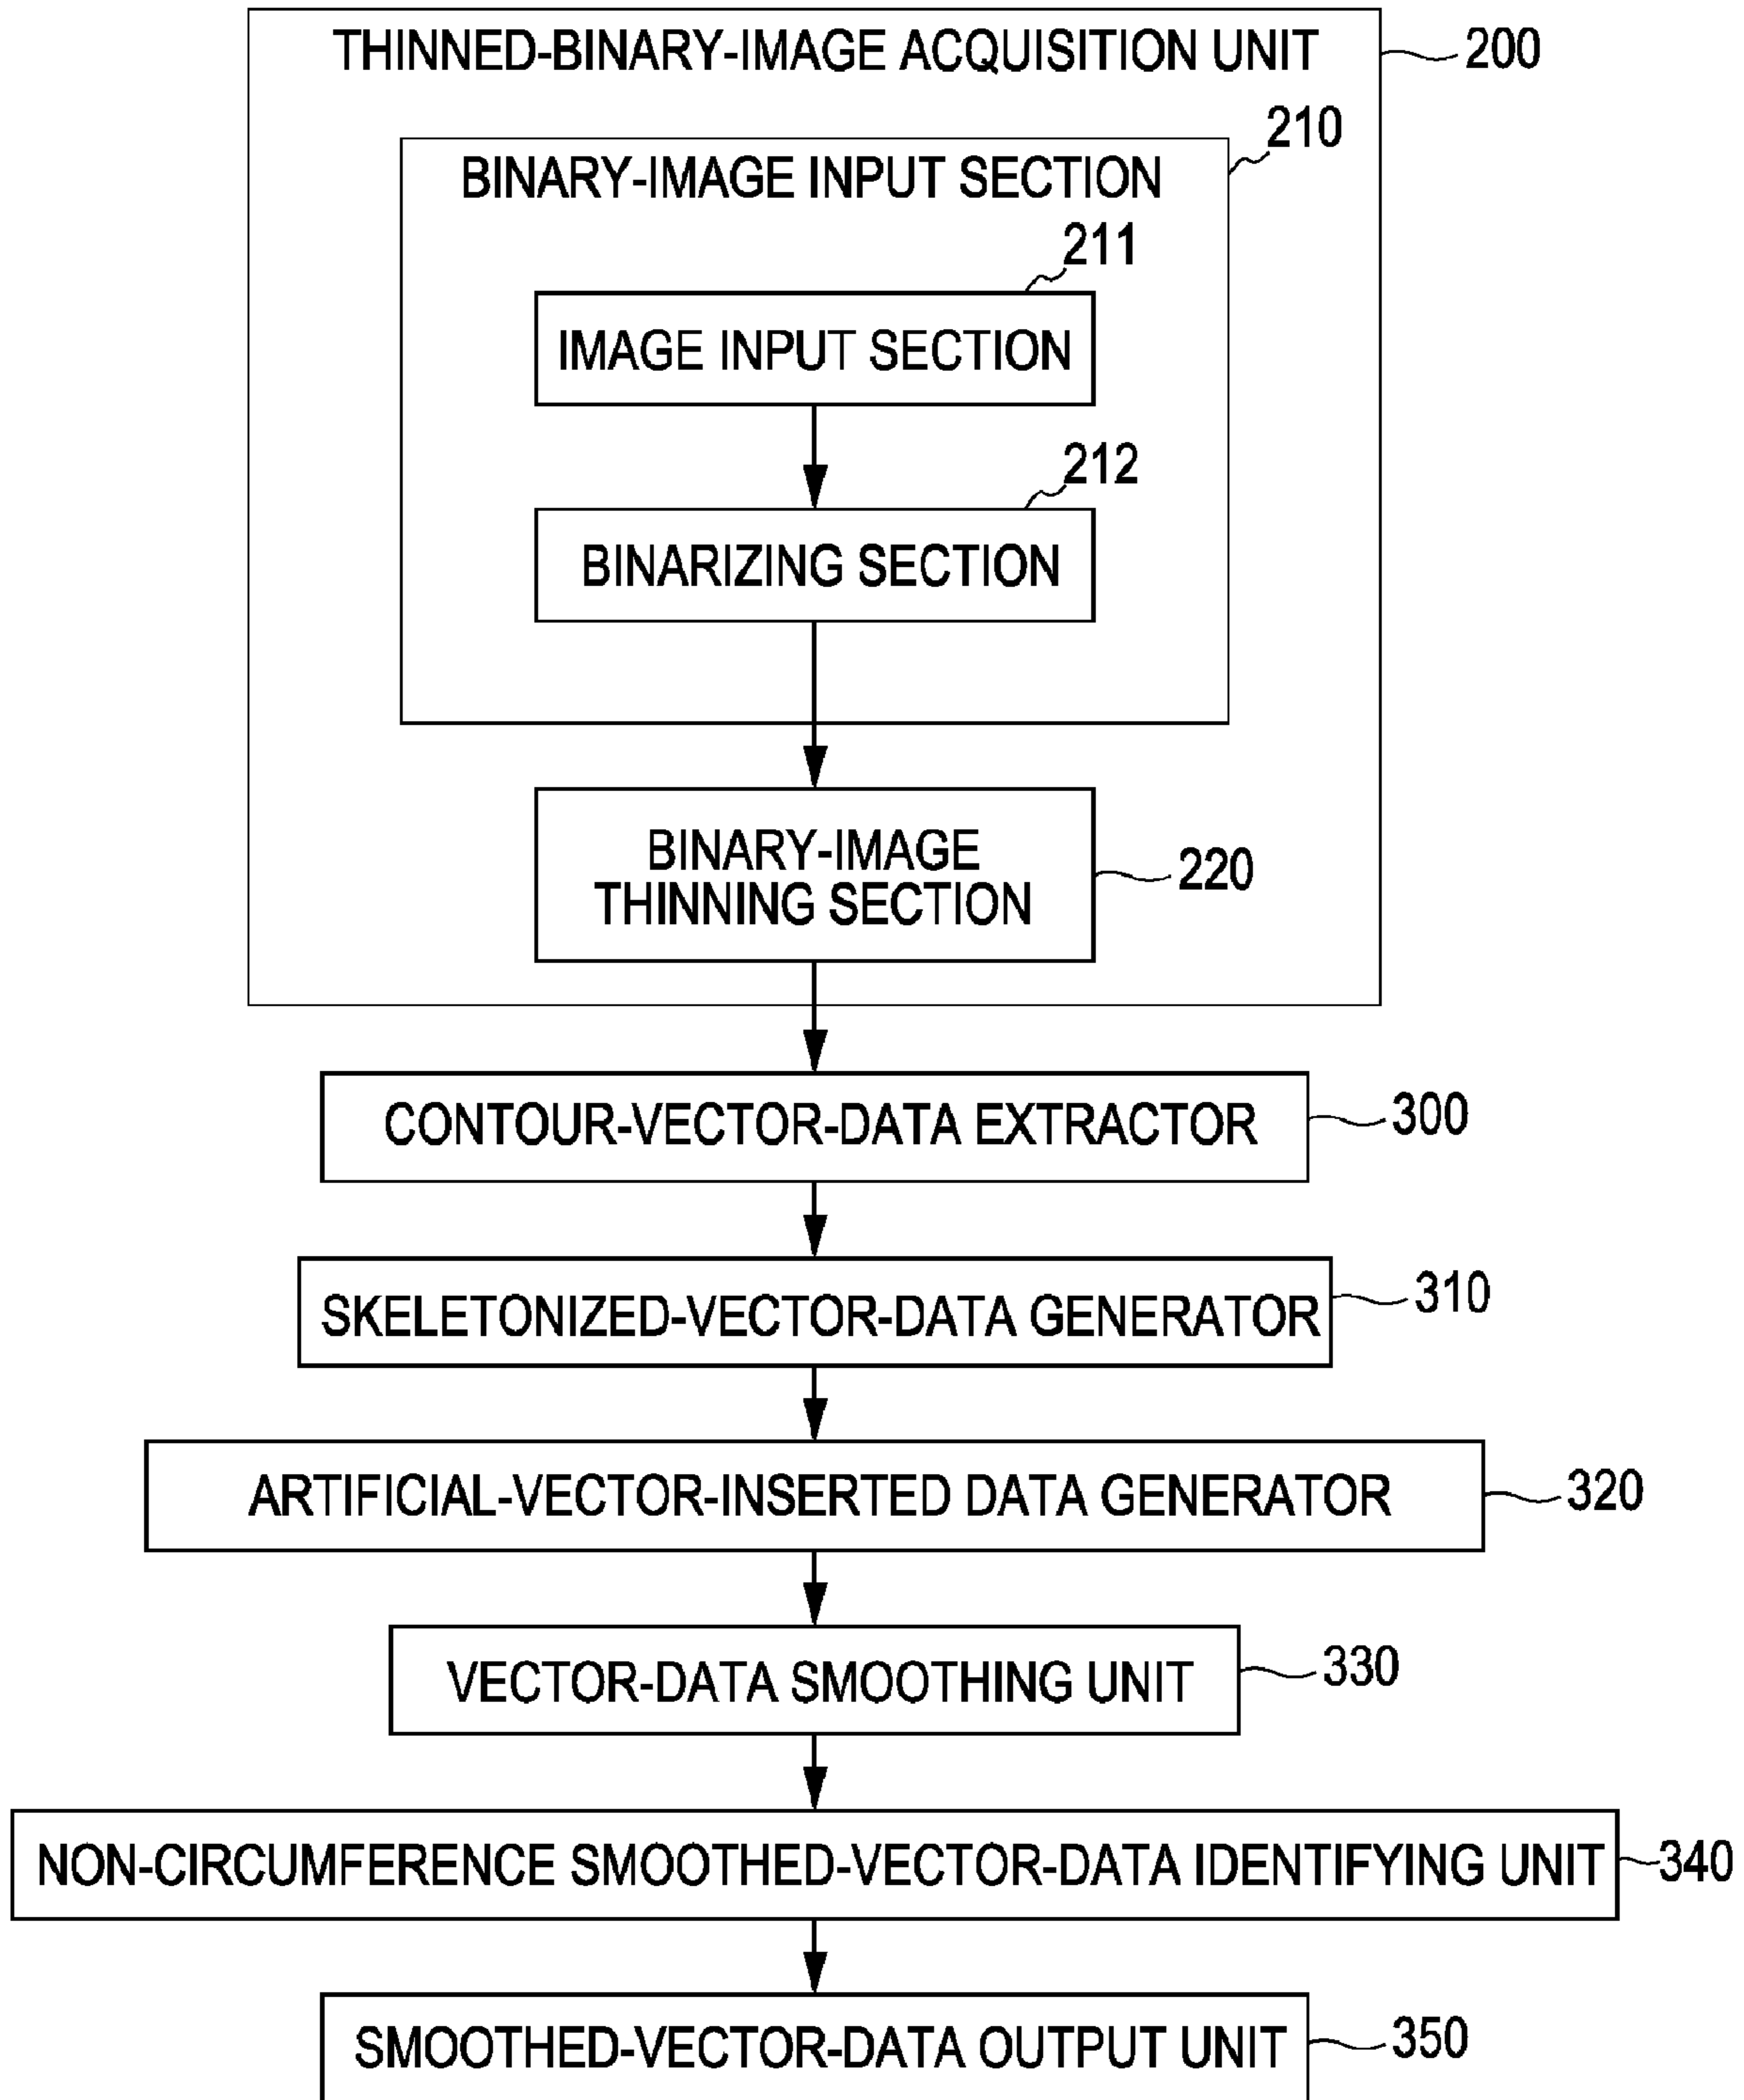 THINNED-BINARY-IMAGE ACQUISITION UNIT
200
210
BINARY-IMAGE INPUT SECTION
211
IMAGE INPUT SECTION
212
BINARIZING SECTION
BINARY-IMAGE
THINNING SECTION
220
CONTOUR-VECTOR-DATA EXTRACTOR
300
SKELETONIZED-VECTOR-DATA GENERATOR
310
ARTIFICIAL-VECTOR-INSERTED DATA GENERATOR
320
VECTOR-DATA SMOOTHING UNIT
330
NON-CIRCUMFERENCE SMOOTHED-VECTOR-DATA IDENTIFYING UNIT
340
SMOOTHED-VECTOR-DATA OUTPUT UNIT
350